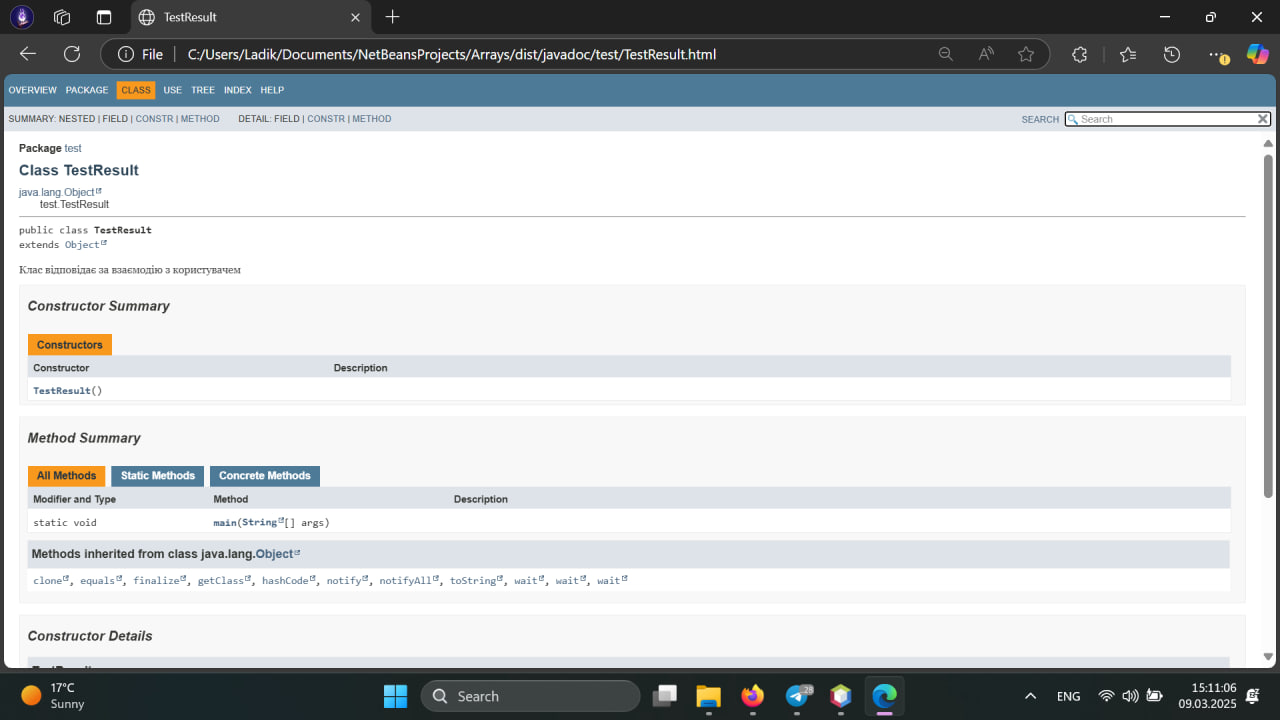 TestResult
File
C:/Users/Ladik/Documents/NetBeansProjects/Arrays/dist/javadoc/test/TestResult.html
OVERVIEW PACKAGE CLASS USE TREE INDEX HELP
SUMMARY: NESTED | FIELD | CONSTR | METHOD DETAIL: FIELD | CONSTR | METHOD SEARCH Search
Package test
Class TestResult
java.lang.Object
test.TestResult
public class TestResult
extends Object
Клас відповідає за взаємодію з користувачем
Constructor Summary
Constructors
Constructor Description
TestResult()
Method Summary
All Methods Static Methods Concrete Methods
Modifier and Type Method Description
static void main(String[] args)
Methods inherited from class java.lang.Object
clone, equals, finalize, getClass, hashCode, notify, notifyAll, toString, wait, wait, wait
Constructor Details
17°C
Sunny
Search
28
ENG
15:11:06
09.03.2025